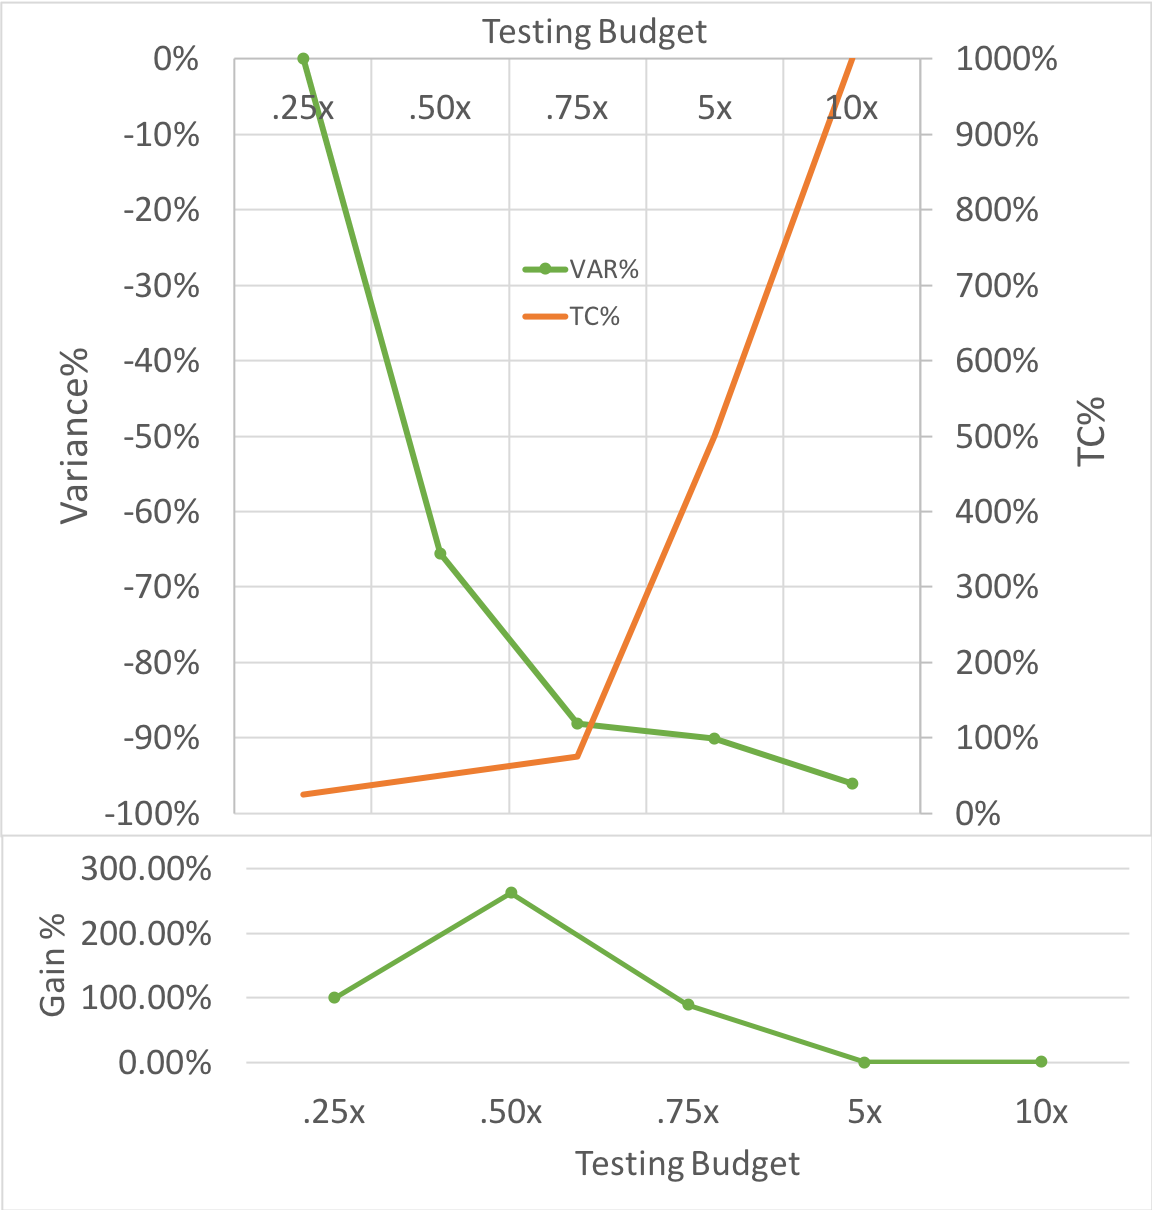 Testing Budget
0% 1000%
.25x .50x .75x 5x 10x
-10% 900%
-20% 800%
VAR%
-30% 700%
TC%
-40% 600%
Variance%
TC%
-50% 500%
-60% 400%
-70% 300%
-80% 200%
-90% 100%
-100% 0%
300.00%
Gain %
200.00%
100.00%
0.00%
.25x .50x .75x 5x 10x
Testing Budget